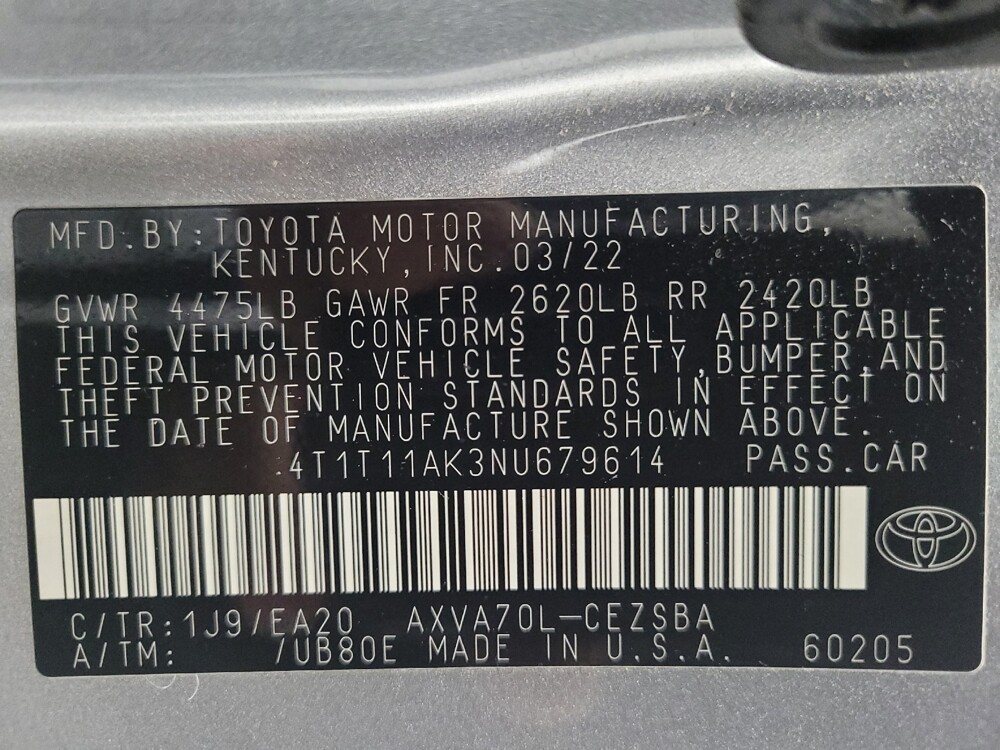 MFD.BY:TOYOTA MOTOR MANUFACTURING,
KENTUCKY,INC.03/22
GVWR 4475LB GAWR FR 2620LB RR 2420LB
THIS VEHICLE CONFORMS TO ALL APPLICABLE
FEDERAL MOTOR VEHICLE SAFETY,BUMPER,AND
THEFT PREVENTION STANDARDS IN EFFECT ON
THE DATE OF MANUFACTURE SHOWN ABOVE.
4T1T11AK3NU679614 PASS.CAR
C/TR:1J9/EA20 AXVA70L-CEZSBA
A/TM: /UB80E MADE IN U.S.A. 60205